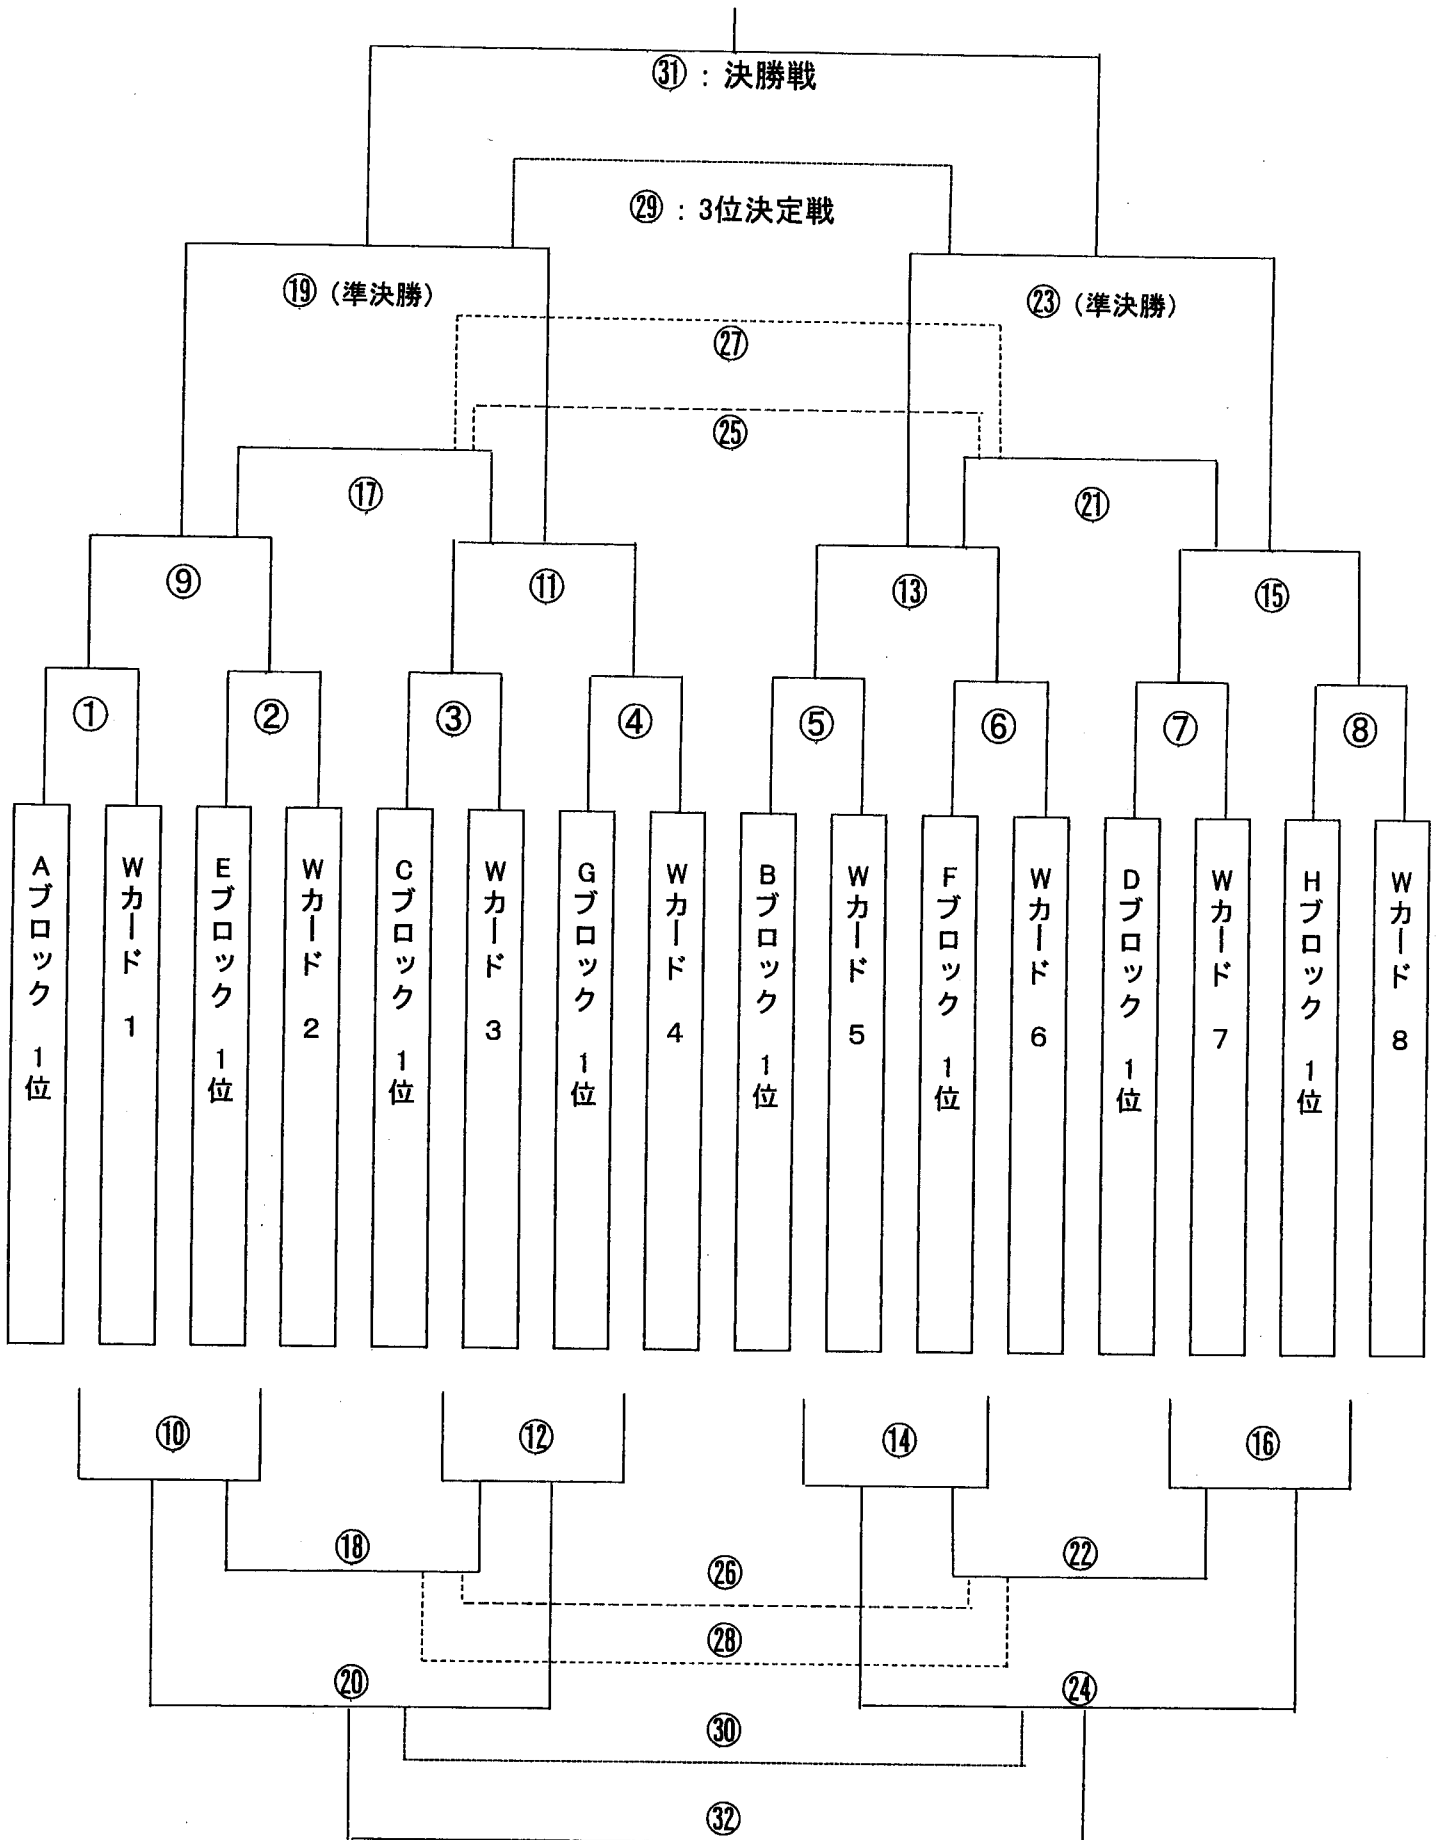 ㉛：決勝戦
㉙：3位決定戦
⑲（準決勝）
㉓（準決勝）
㉗
㉕
⑰
㉑
⑨
⑪
⑬
⑮
①
②
③
④
⑤
⑥
⑦
⑧
Aブロック 1位
Wカード 1
Eブロック 1位
Wカード 2
Cブロック 1位
Wカード 3
Gブロック 1位
Wカード 4
Bブロック 1位
Wカード 5
Fブロック 1位
Wカード 6
Dブロック 1位
Wカード 7
Hブロック 1位
Wカード 8
⑩
⑫
⑭
⑯
⑱
㉒
㉖
㉘
⑳
㉔
㉚
㉜